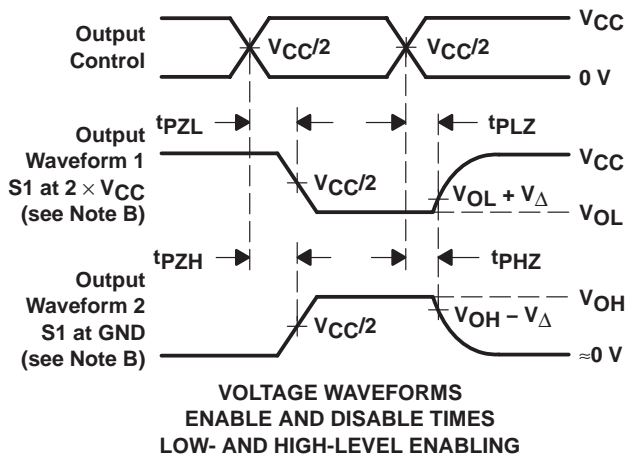 Output
Control
VCC/2
VCC/2
VCC
0 V
tPZL
tPLZ
Output
Waveform 1
S1 at 2 × VCC
(see Note B)
VCC/2
VCC
VOL + VΔ
VOL
tPZH
tPHZ
Output
Waveform 2
S1 at GND
(see Note B)
VCC/2
VOH
VOH − VΔ
≈0 V
VOLTAGE WAVEFORMS
ENABLE AND DISABLE TIMES
LOW- AND HIGH-LEVEL ENABLING